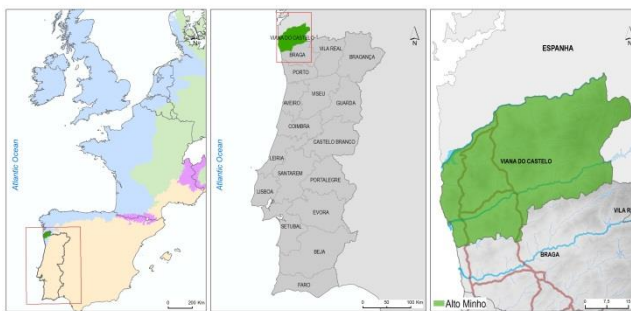 Atlantic Ocean
N
200 Km
Atlantic Ocean
N
VIANA DO CASTELO
BRAGA
VILA REAL
BRAGANÇA
PORTO
AVEIRO
VISEU
GUARDA
COIMBRA
CASTELO BRANCO
LEIRIA
SANTAREM
PORTALEGRE
LISBOA
EVORA
SETUBAL
BEJA
FARO
0 50 100 Km
N
ESPANHA
VIANA DO CASTELO
VILA R
BRAGA
Alto Minho